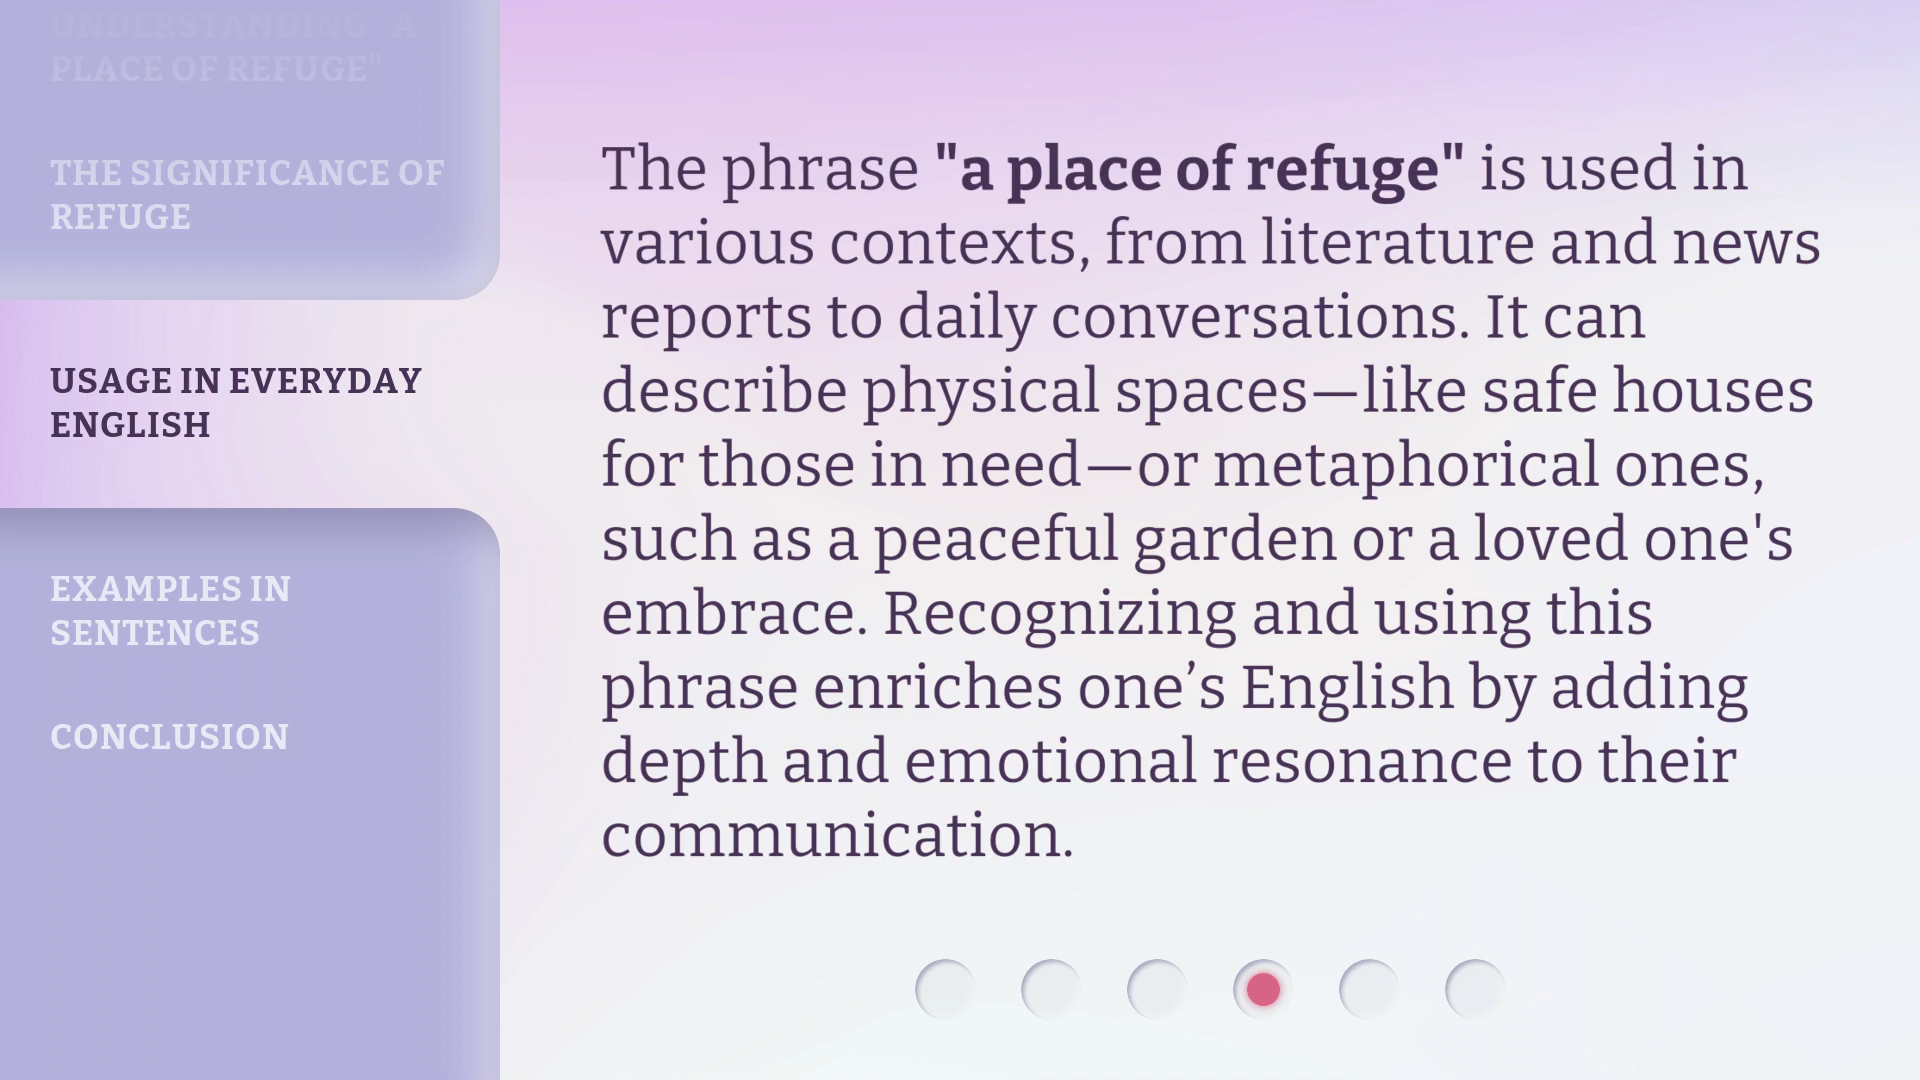 UNDERSTANDING "A
PLACE OF REFUGE"
THE SIGNIFICANCE OF
REFUGE
USAGE IN EVERYDAY
ENGLISH
EXAMPLES IN
SENTENCES
CONCLUSION
The phrase "a place of refuge" is used in
various contexts, from literature and news
reports to daily conversations. It can
describe physical spaces—like safe houses
for those in need—or metaphorical ones,
such as a peaceful garden or a loved one's
embrace. Recognizing and using this
phrase enriches one’s English by adding
depth and emotional resonance to their
communication.